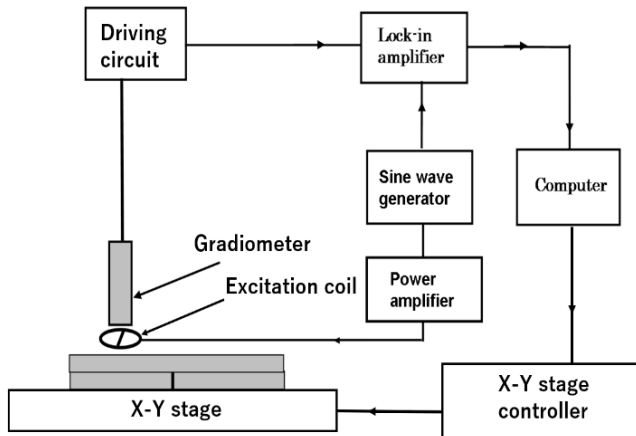 Driving
circuit
Lock-in
amplifier
Sine wave
generator
Computer
Gradiometer
Excitation coil
Power
amplifier
X-Y stage
X-Y stage
controller